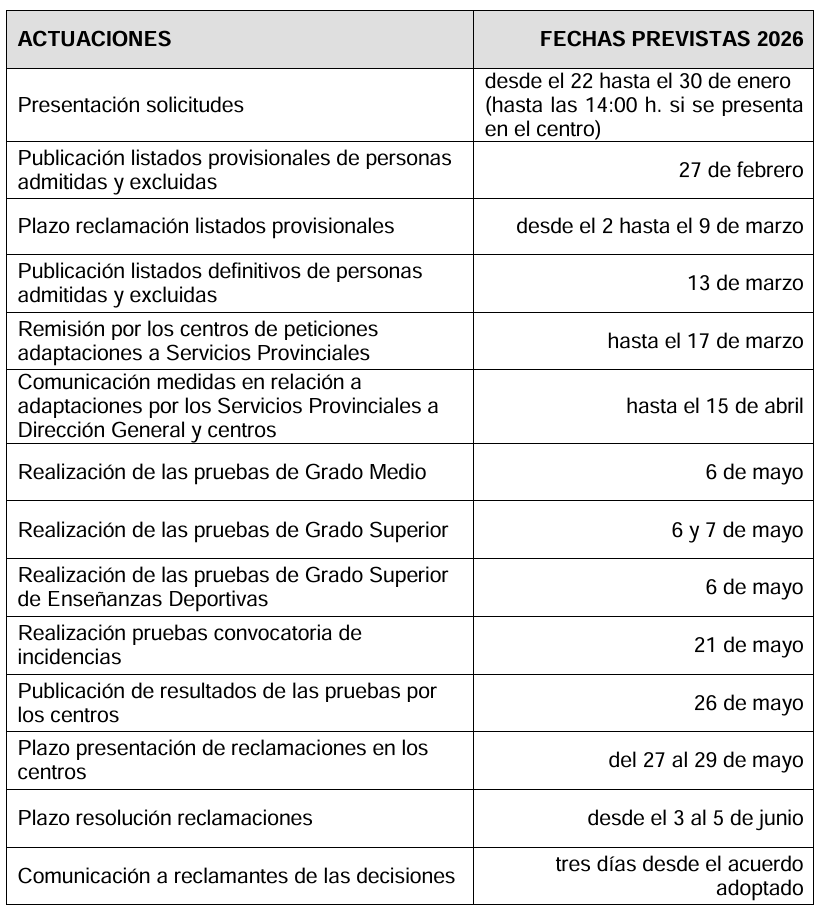 ACTUACIONES
FECHAS PREVISTAS 2026
Presentación solicitudes
desde el 22 hasta el 30 de enero
(hasta las 14:00 h. si se presenta
en el centro)
Publicación listados provisionales de personas
admitidas y excluidas
27 de febrero
Plazo reclamación listados provisionales
desde el 2 hasta el 9 de marzo
Publicación listados definitivos de personas
admitidas y excluidas
13 de marzo
Remisión por los centros de peticiones
adaptaciones a Servicios Provinciales
hasta el 17 de marzo
Comunicación medidas en relación a
adaptaciones por los Servicios Provinciales a
Dirección General y centros
hasta el 15 de abril
Realización de las pruebas de Grado Medio
6 de mayo
Realización de las pruebas de Grado Superior
6 y 7 de mayo
Realización de las pruebas de Grado Superior
de Enseñanzas Deportivas
6 de mayo
Realización pruebas convocatoria de
incidencias
21 de mayo
Publicación de resultados de las pruebas por
los centros
26 de mayo
Plazo presentación de reclamaciones en los
centros
del 27 al 29 de mayo
Plazo resolución reclamaciones
desde el 3 al 5 de junio
Comunicación a reclamantes de las decisiones
tres días desde el acuerdo
adoptado